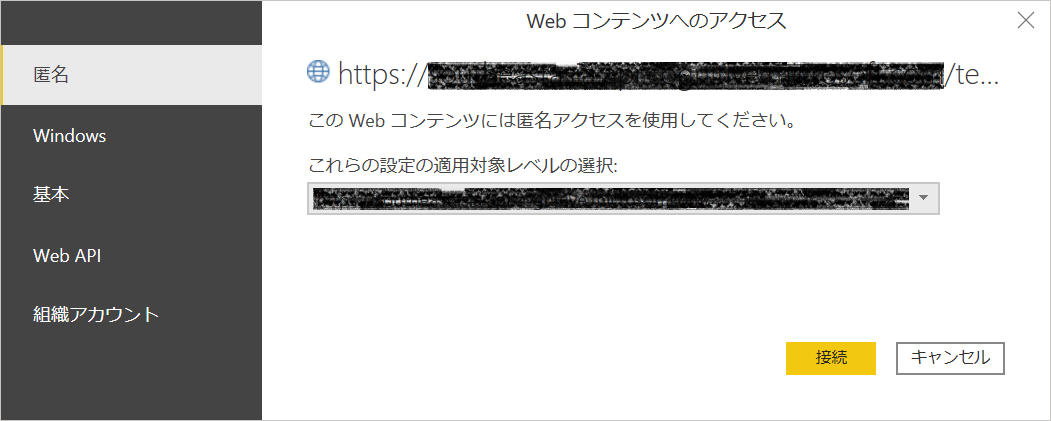 Web コンテンツへのアクセス
匿名
Windows
基本
Web API
組織アカウント
https:// /te...
この Web コンテンツには匿名アクセスを使用してください。
これらの設定の適用対象レベルの選択:
接続
キャンセル